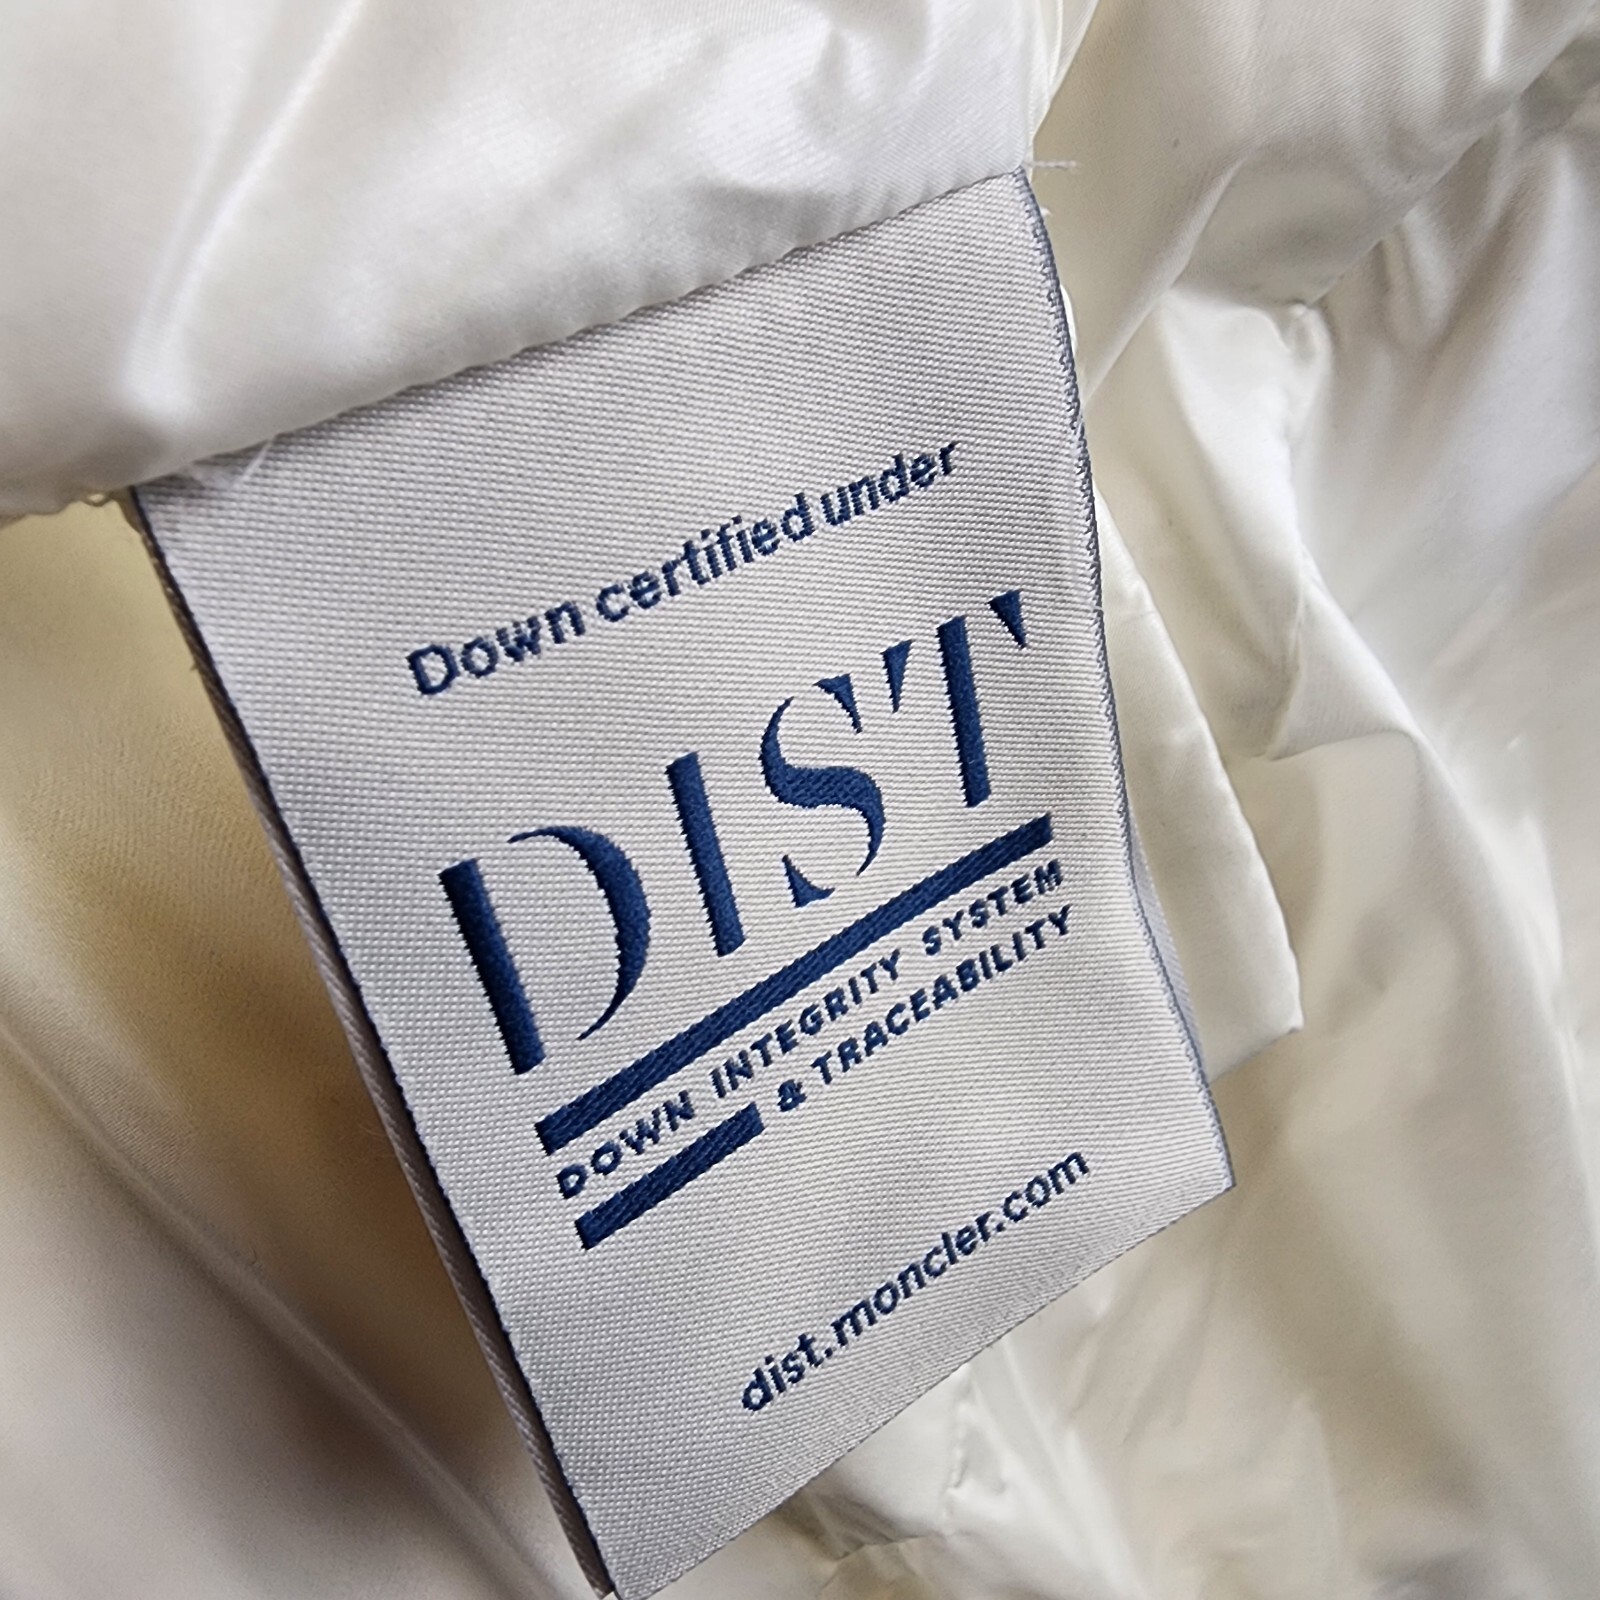 Down certified under
DIST
DOWN INTEGRITY SYSTEM
& TRACEABILITY
dist.moncler.com